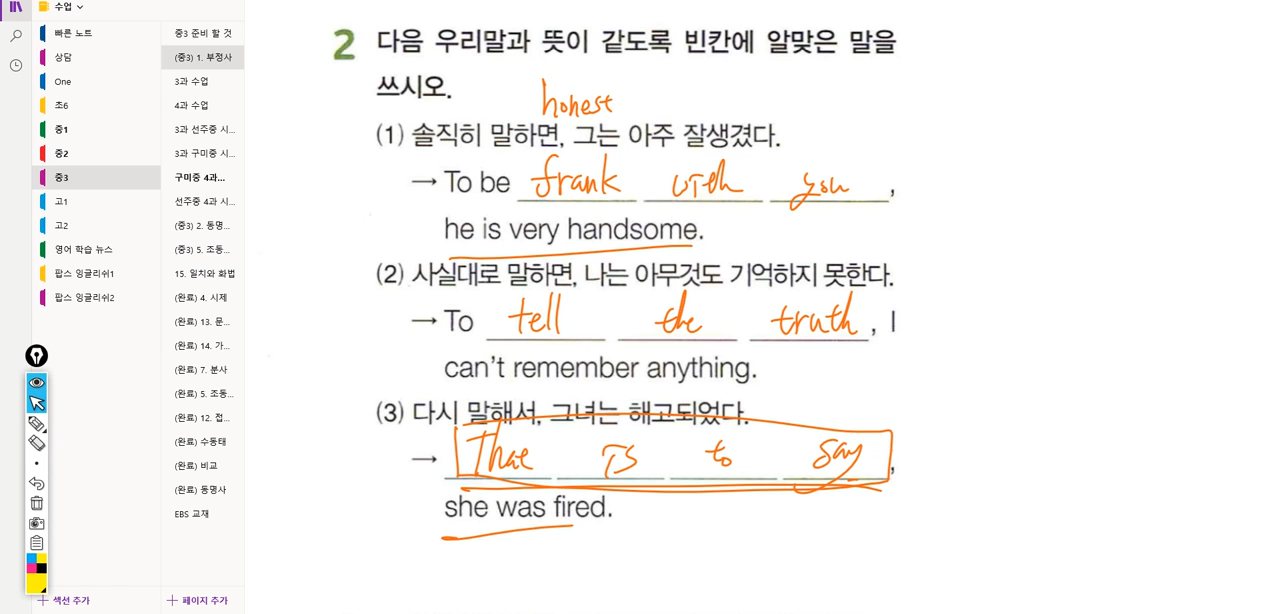 수업
빠른 노트
상담
One
초6
중1
중2
중3
고1
고2
영어 학습 뉴스
팝스 잉글리쉬1
팝스 잉글리쉬2
섹션 추가
중3 준비 할 것
(중3) 1. 부정사
3과 수업
4과 수업
3과 선주중 시...
3과 구미중 시...
구미중 4과...
선주중 4과 시...
(중3) 2. 동명...
(중3) 5. 조동...
15. 일치와 화법
(완료) 4. 시제
(완료) 13. 문...
(완료) 14. 가...
(완료) 7. 분사
(완료) 5. 조동...
(완료) 12. 접...
(완료) 수동태
(완료) 비교
(완료) 동명사
EBS 교재
페이지 추가
2 다음 우리말과 뜻이 같도록 빈칸에 알맞은 말을
쓰시오.
honest
(1) 솔직히 말하면, 그는 아주 잘생겼다.
→ To be frank with you,
he is very handsome.
(2) 사실대로 말하면, 나는 아무것도 기억하지 못한다.
→ To tell the truth, I
can't remember anything.
(3) 다시 말해서, 그녀는 해고되었다.
→ That is to say,
she was fired.